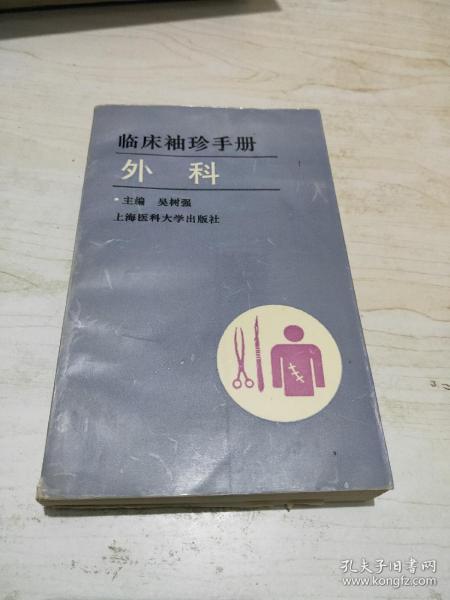 临床袖珍手册
外科
·主编 吴树强
上海医科大学出版社
孔夫子旧书网
www.kongfz.com